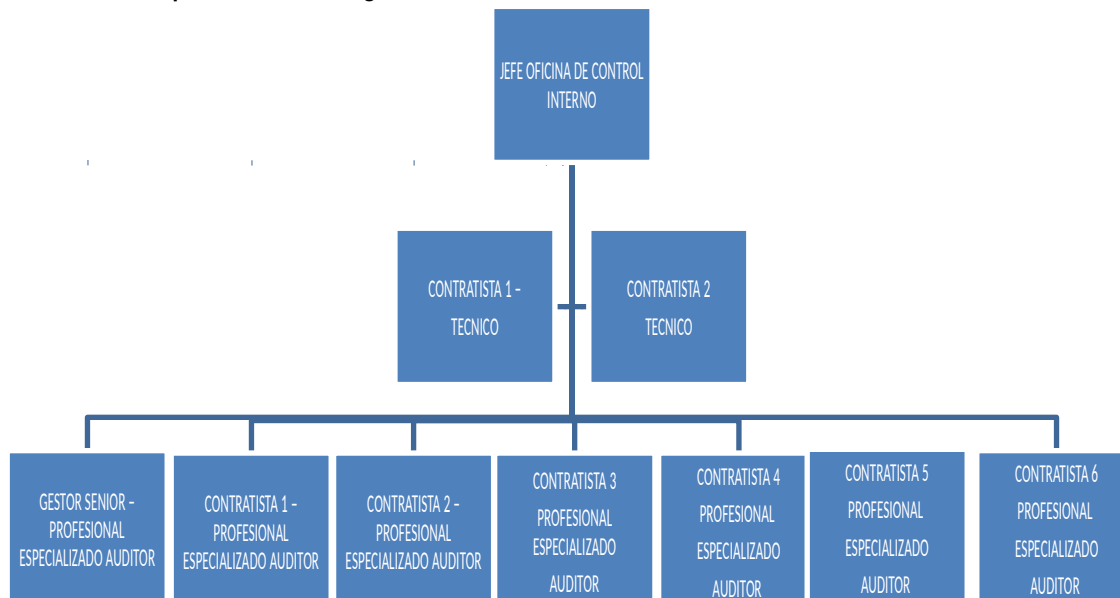 JEFE OFICINA DE CONTROL
INTERNO
CONTRATISTA 1 –
TECNICO
CONTRATISTA 2
TECNICO
GESTOR SENIOR –
PROFESIONAL
ESPECIALIZADO AUDITOR
CONTRATISTA 1 –
PROFESIONAL
ESPECIALIZADO AUDITOR
CONTRATISTA 2 –
PROFESIONAL
ESPECIALIZADO AUDITOR
CONTRATISTA 3
PROFESIONAL
ESPECIALIZADO
AUDITOR
CONTRATISTA 4
PROFESIONAL
ESPECIALIZADO
AUDITOR
CONTRATISTA 5
PROFESIONAL
ESPECIALIZADO
AUDITOR
CONTRATISTA 6
PROFESIONAL
ESPECIALIZADO
AUDITOR